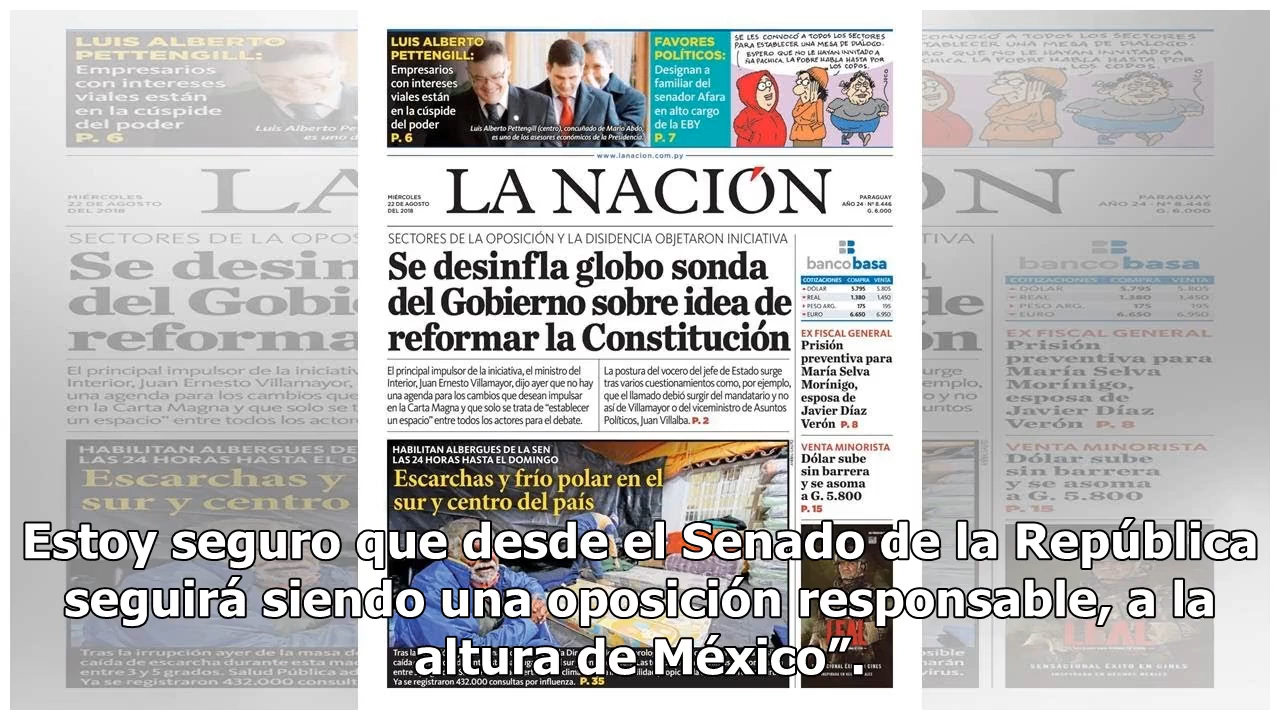 LUIS ALBERTO
PETTENGILL:
Empresarios
con intereses
viales están
en la cúspide
del poder
P. 6
Luis Alberto Pettengill (centro), concuñado de Mario Abdo,
es uno de los asesores económicos de la Presidencia.
FAVORES
POLÍTICOS:
Designan a
familiar del
senador Afara
en alto cargo
de la EBY
P. 7
SE LES CONVOCÓ A TODOS LOS SECTORES
PARA ESTABLECER UNA MESA DE DIÁLOGO.
ESPERO QUE NO LE HAYAN INVITADO A
ÑA PACHICA. LA POBRE HABLA HASTA POR
LOS CODOS.
www.lanacion.com.py
MIÉRCOLES
22 DE AGOSTO
DEL 2018
LA NACIÓN
PARAGUAY
AÑO 24 · Nº 8.446
G. 6.000
SECTORES DE LA OPOSICIÓN Y LA DISIDENCIA OBJETARON INICIATIVA
Se desinfla globo sonda
del Gobierno sobre idea de
reformar la Constitución
El principal impulsor de la iniciativa, el ministro del
Interior, Juan Ernesto Villamayor, dijo ayer que no hay
una agenda para los cambios que desean impulsar
en la Carta Magna y que solo se trata de “establecer
un espacio” entre todos los actores para el debate.
La postura del vocero del jefe de Estado surge
tras varios cuestionamientos como, por ejemplo,
que el llamado debió surgir del mandatario y no
así de Villamayor o del viceministro de Asuntos
Políticos, Juan Villalba. P. 2
banco basa
COTIZACIONES COMPRA VENTA
DÓLAR 5.795 5.805
REAL 1.380 1.450
PESO ARG. 175 195
EURO 6.650 6.950
EX FISCAL GENERAL
Prisión
preventiva para
María Selva
Morínigo,
esposa de
Javier Díaz
Verón P. 8
VENTA MINORISTA
Dólar sube
sin barrera
y se asoma
a G. 5.800
P. 15
HABILITAN ALBERGUES DE LA SEN
LAS 24 HORAS HASTA EL DOMINGO
Escarchas y frío polar en el
sur y centro del país
Estoy seguro que desde el Senado de la República
seguirá siendo una oposición responsable, a la
altura de México”.
Ya se registraron 432.000 consultas por influenza. P. 35
LEAL
SENSACIONAL ÉXITO EN CINES